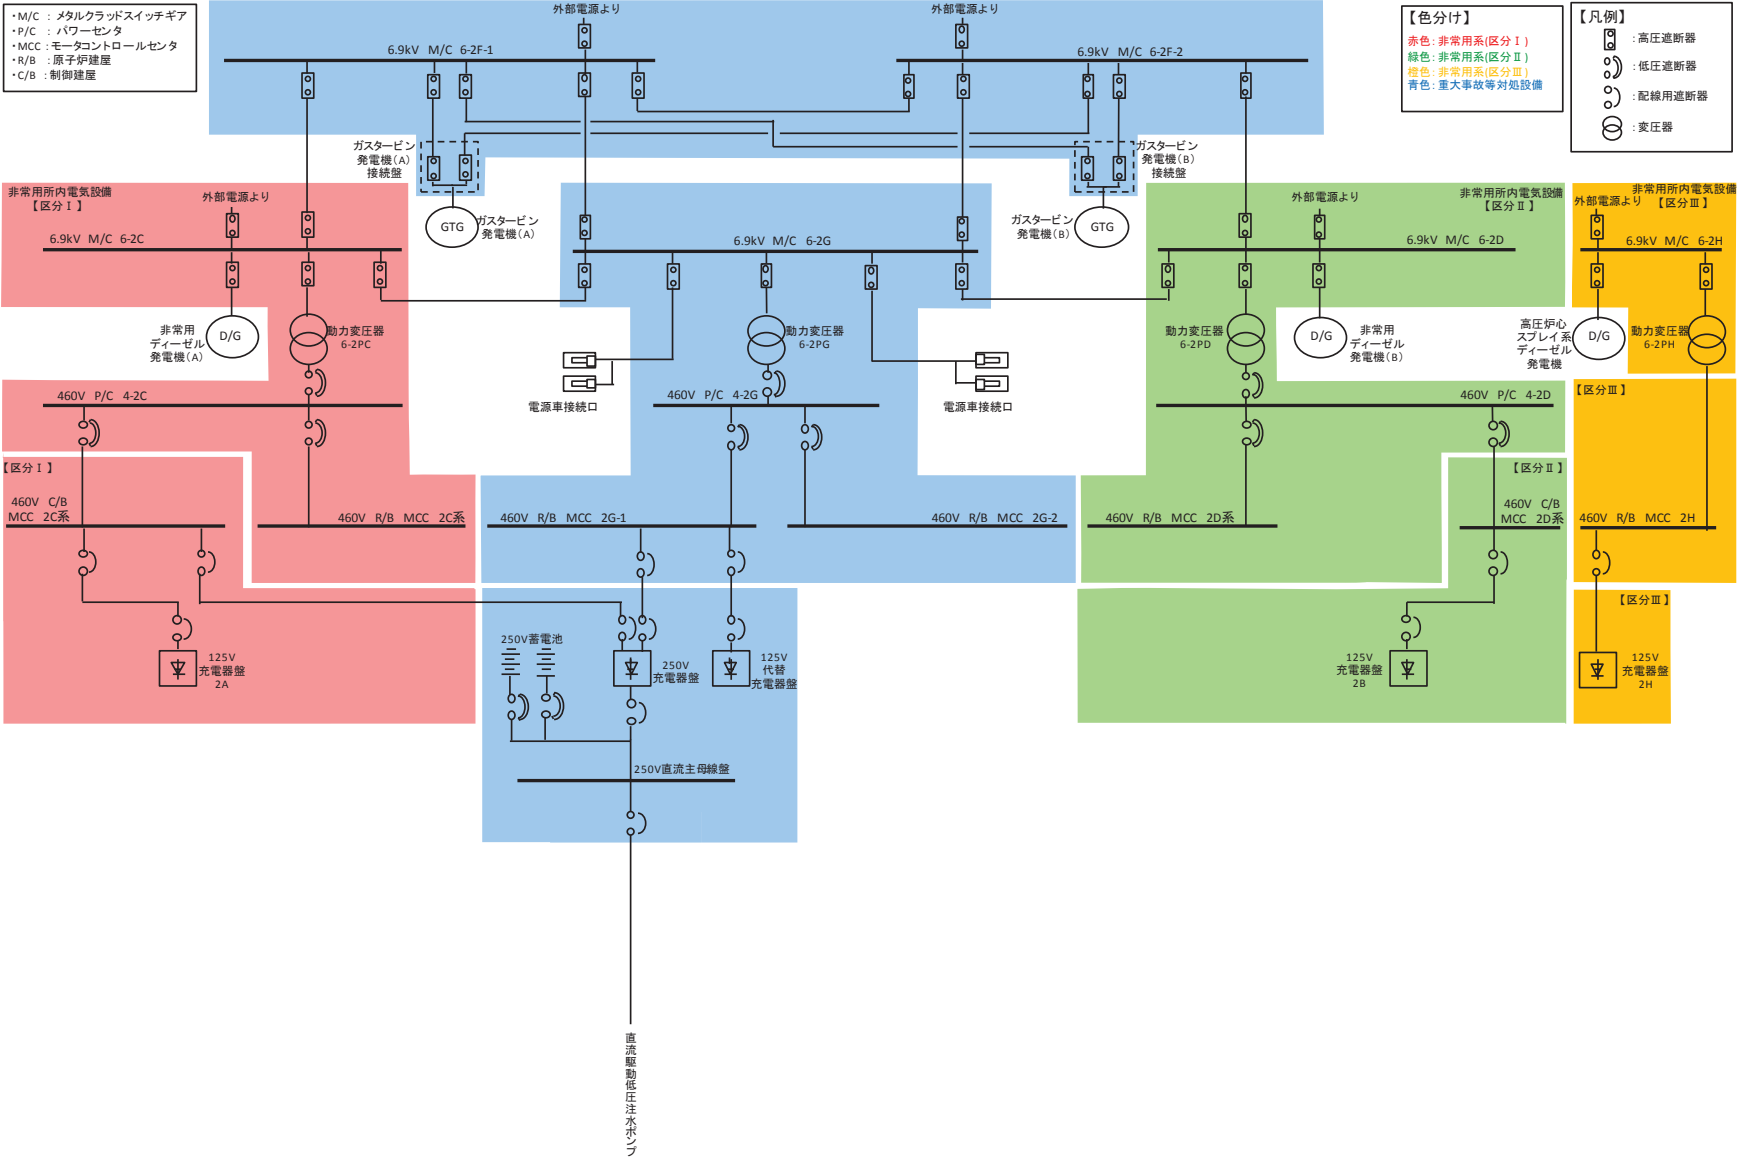 ・M/C : メタルクラッドスイッチギア
・P/C : パワーセンタ
・MCC : モータコントロールセンタ
・R/B : 原子炉建屋
・C/B : 制御建屋
外部電源より
外部電源より
6.9kV M/C 6-2F-1
6.9kV M/C 6-2F-2
【色分け】
赤色：非常用系(区分Ⅰ)
緑色：非常用系(区分Ⅱ)
橙色：非常用系(区分Ⅲ)
青色：重大事故等対処設備
【凡例】
：高圧遮断器
：低圧遮断器
：配線用遮断器
：変圧器
ガスタービン
発電機(A)
接続盤
ガスタービン
発電機(B)
接続盤
GTG
ガスタービン
発電機(A)
ガスタービン
発電機(B)
GTG
非常用所内電気設備
【区分Ⅰ】
外部電源より
6.9kV M/C 6-2C
6.9kV M/C 6-2G
外部電源より
非常用所内電気設備
【区分Ⅱ】
6.9kV M/C 6-2D
非常用所内電気設備
外部電源より
【区分Ⅲ】
6.9kV M/C 6-2H
非常用
ディーゼル
発電機(A)
D/G
動力変圧器
6-2PC
動力変圧器
6-2PG
動力変圧器
6-2PD
D/G
非常用
ディーゼル
発電機(B)
高圧炉心
スプレイ系
ディーゼル
発電機
D/G
動力変圧器
6-2PH
電源車接続口
電源車接続口
460V P/C 4-2C
460V P/C 4-2G
460V P/C 4-2D
【区分Ⅲ】
【区分Ⅰ】
【区分Ⅱ】
460V C/B
MCC 2C系
460V R/B MCC 2C系
460V R/B MCC 2G-1
460V R/B MCC 2G-2
460V R/B MCC 2D系
460V C/B
MCC 2D系
460V R/B MCC 2H
【区分Ⅲ】
125V
充電器盤
2A
250V蓄電池
250V
充電器盤
125V
代替
充電器盤
125V
充電器盤
2B
125V
充電器盤
2H
250V直流主母線盤
直流駆動低圧注水ポンプ